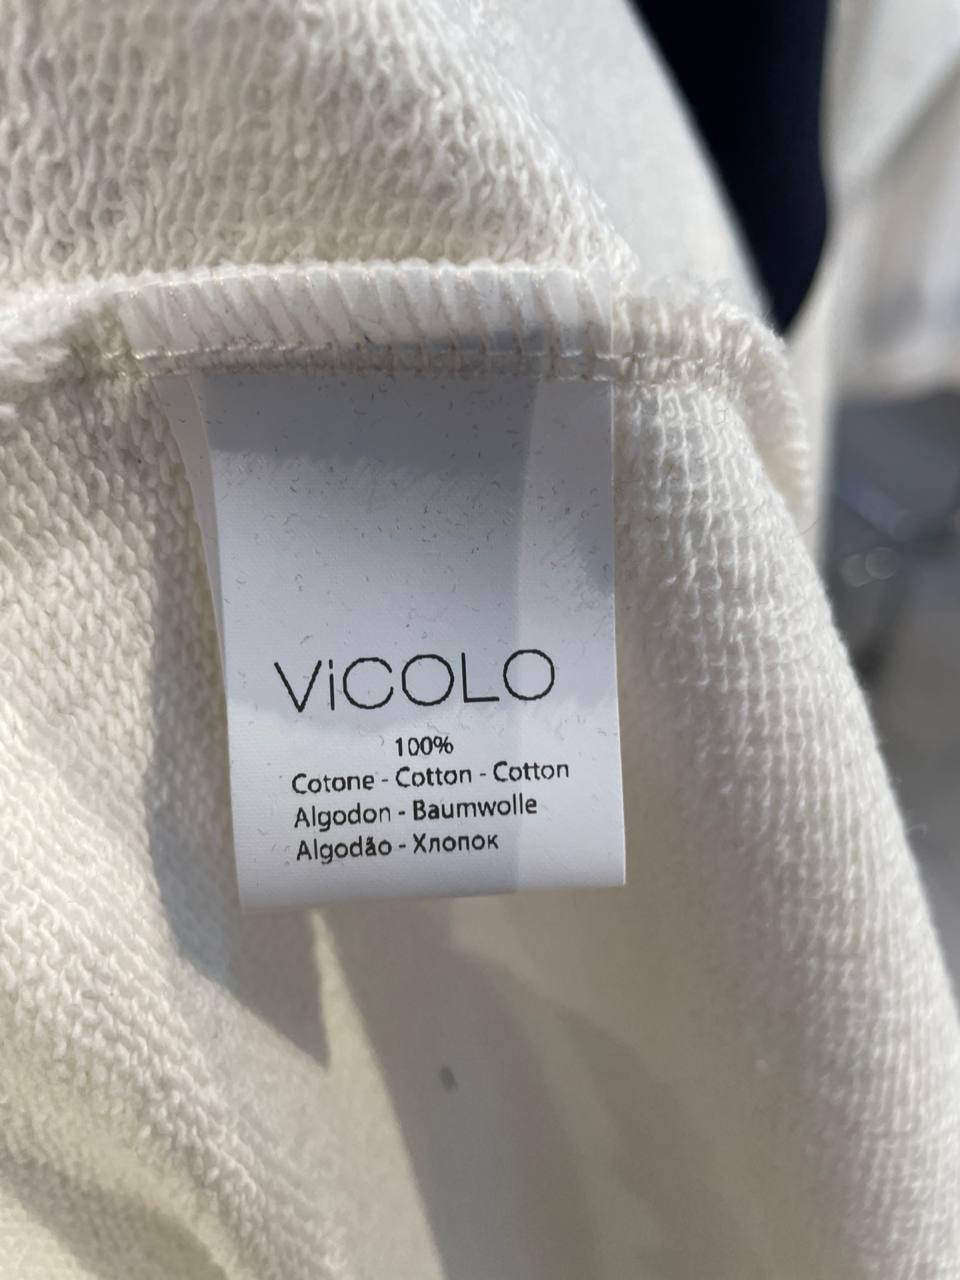 ViCOLO
100%
Cotone - Cotton - Cotton
Algodon - Baumwolle
Algodão - Хлопок